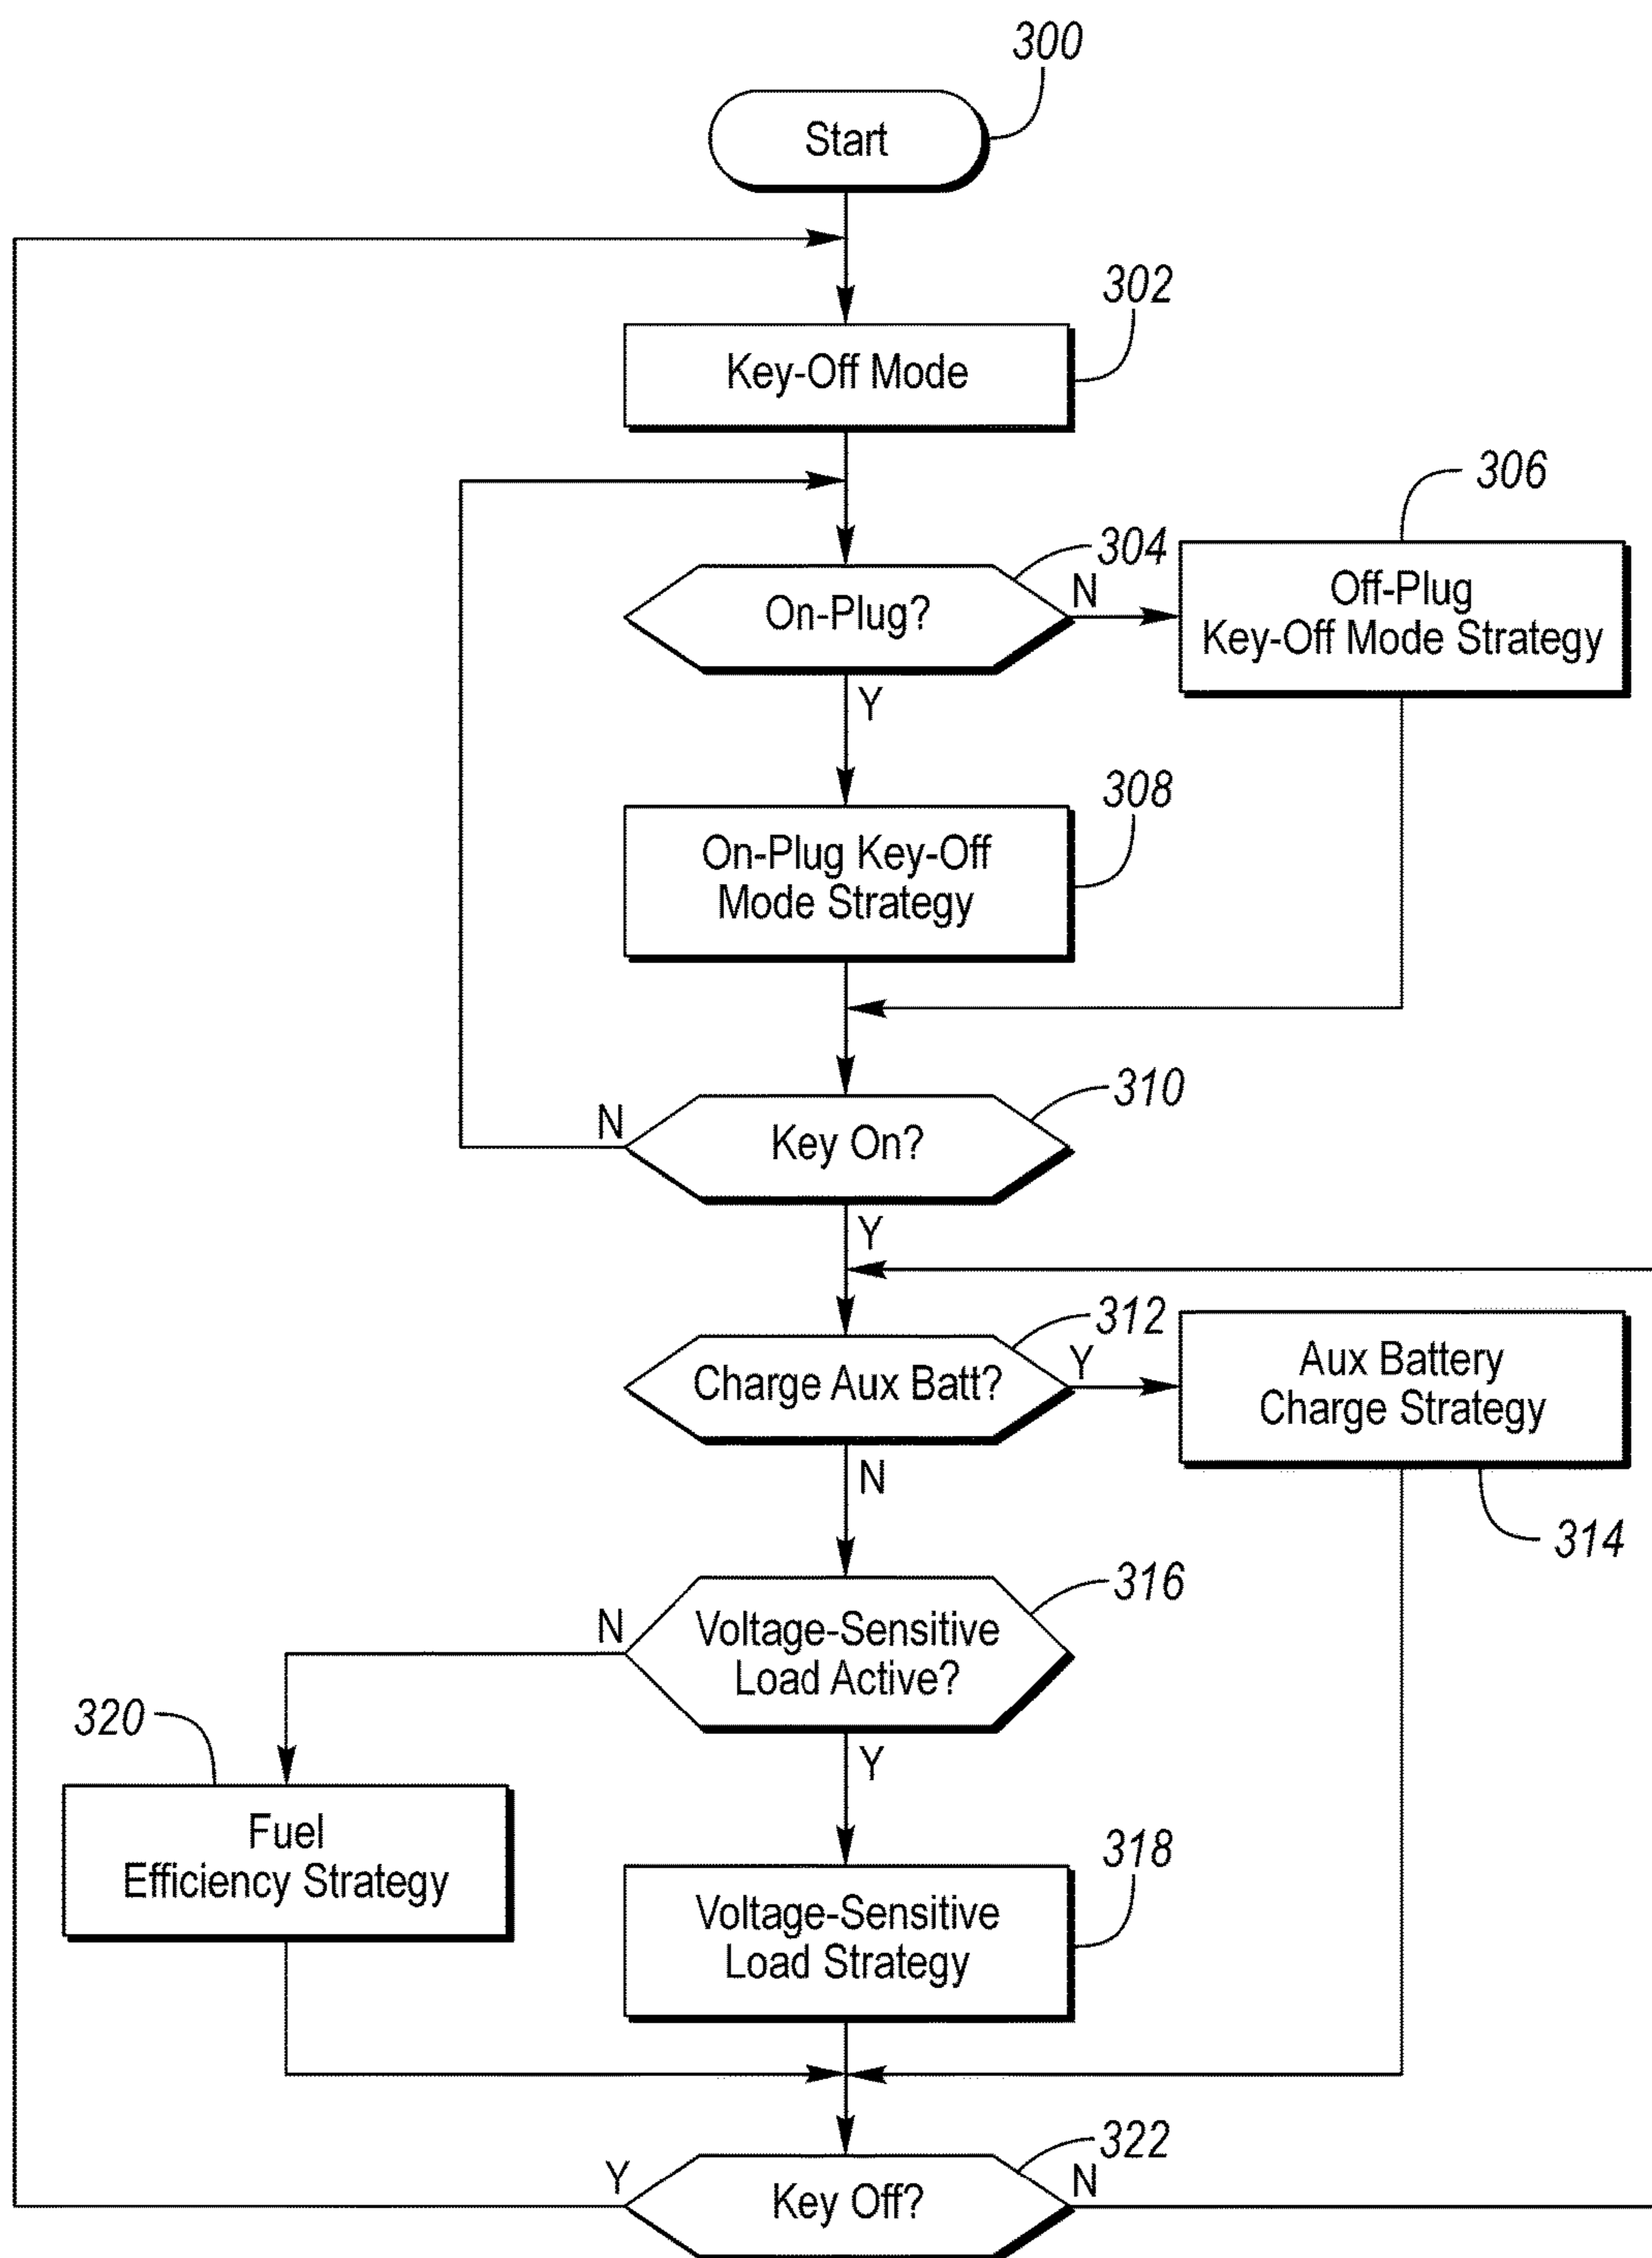 300
Start
302
Key-Off Mode
304
On-Plug?
N
306
Off-Plug
Key-Off Mode Strategy
Y
308
On-Plug Key-Off
Mode Strategy
310
N
Key On?
Y
312
Charge Aux Batt?
Y
Aux Battery
Charge Strategy
314
N
316
N
Voltage-Sensitive
Load Active?
Y
320
Fuel
Efficiency Strategy
318
Voltage-Sensitive
Load Strategy
322
Y
Key Off?
N